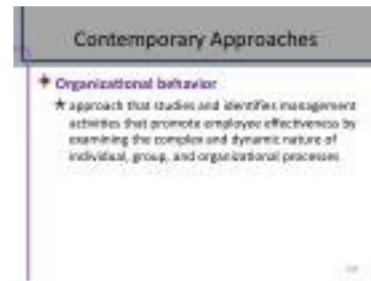 Contemporary Approaches
Organizational behavior
approach that studies and identifies management
activities that promote employee effectiveness by
examining the complex and dynamic nature of
individual, group, and organizational processes